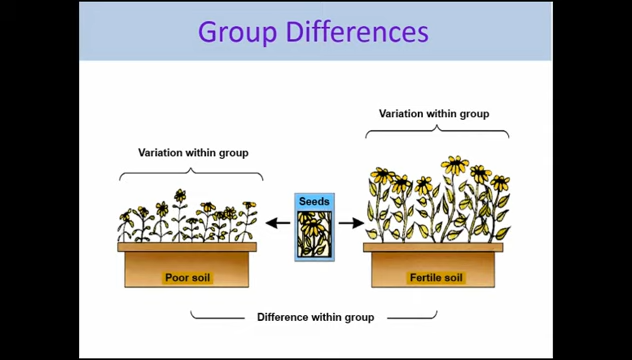 Group Differences
Variation within group
Variation within group
Seeds
Poor soil
Fertile soil
Difference within group